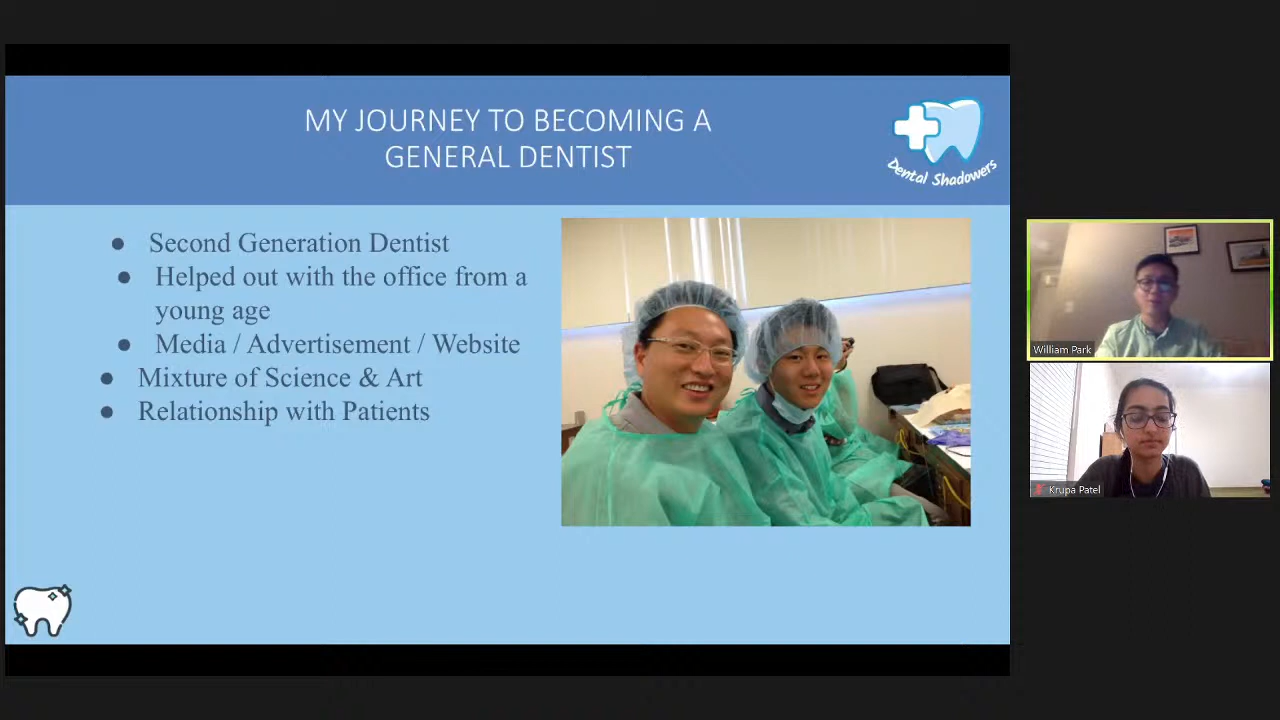 MY JOURNEY TO BECOMING A
GENERAL DENTIST
Dental Shadowers
● Second Generation Dentist
● Helped out with the office from a
young age
● Media / Advertisement / Website
● Mixture of Science & Art
● Relationship with Patients
William Park
Krupa Patel